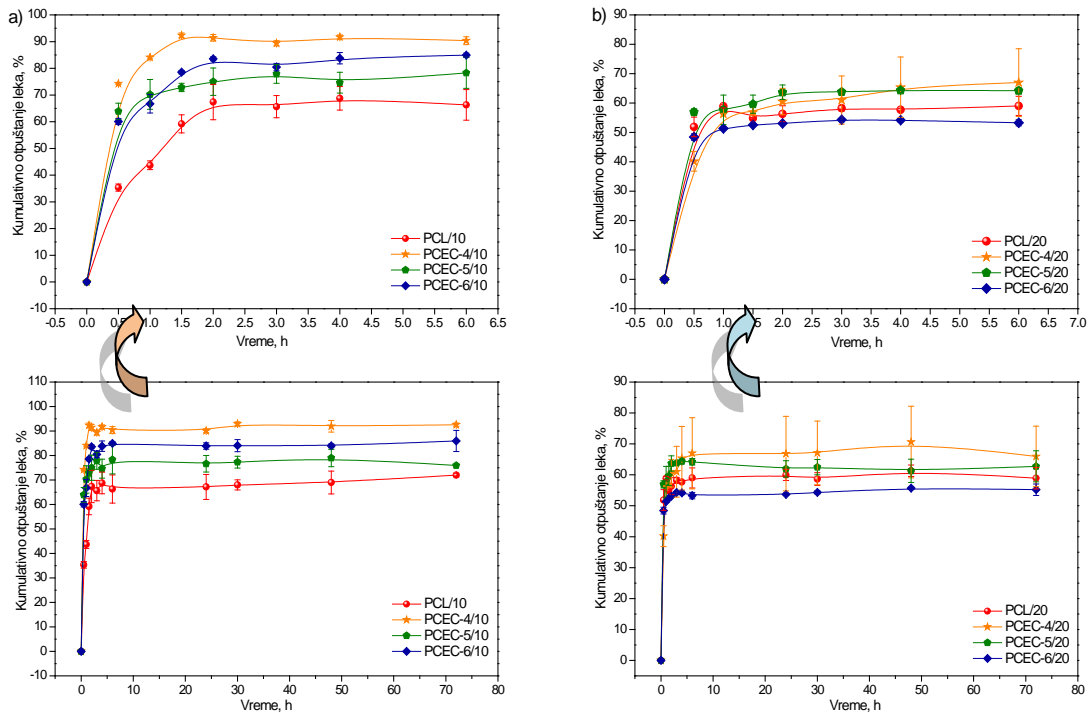 a)
Kumulativno otpuštanje leka, %
100
90
80
70
60
50
40
30
20
10
0
-10
PCL/10
PCEC-4/10
PCEC-5/10
PCEC-6/10
-0.5 0.0 0.5 1.0 1.5 2.0 2.5 3.0 3.5 4.0 4.5 5.0 5.5 6.0 6.5
Vreme, h
b)
Kumulativno otpuštanje leka, %
90
80
70
60
50
40
30
20
10
0
-10
PCL/20
PCEC-4/20
PCEC-5/20
PCEC-6/20
-0.5 0.0 0.5 1.0 1.5 2.0 2.5 3.0 3.5 4.0 4.5 5.0 5.5 6.0 6.5 7.0
Vreme, h
Kumulativno otpuštanje leka, %
110
100
90
80
70
60
50
40
30
20
10
0
-10
PCL/10
PCEC-4/10
PCEC-5/10
PCEC-6/10
0 10 20 30 40 50 60 70 80
Vreme, h
Kumulativno otpuštanje leka, %
90
80
70
60
50
40
30
20
10
0
PCL/20
PCEC-4/20
PCEC-5/20
PCEC-6/20
0 10 20 30 40 50 60 70 80
Vreme, h